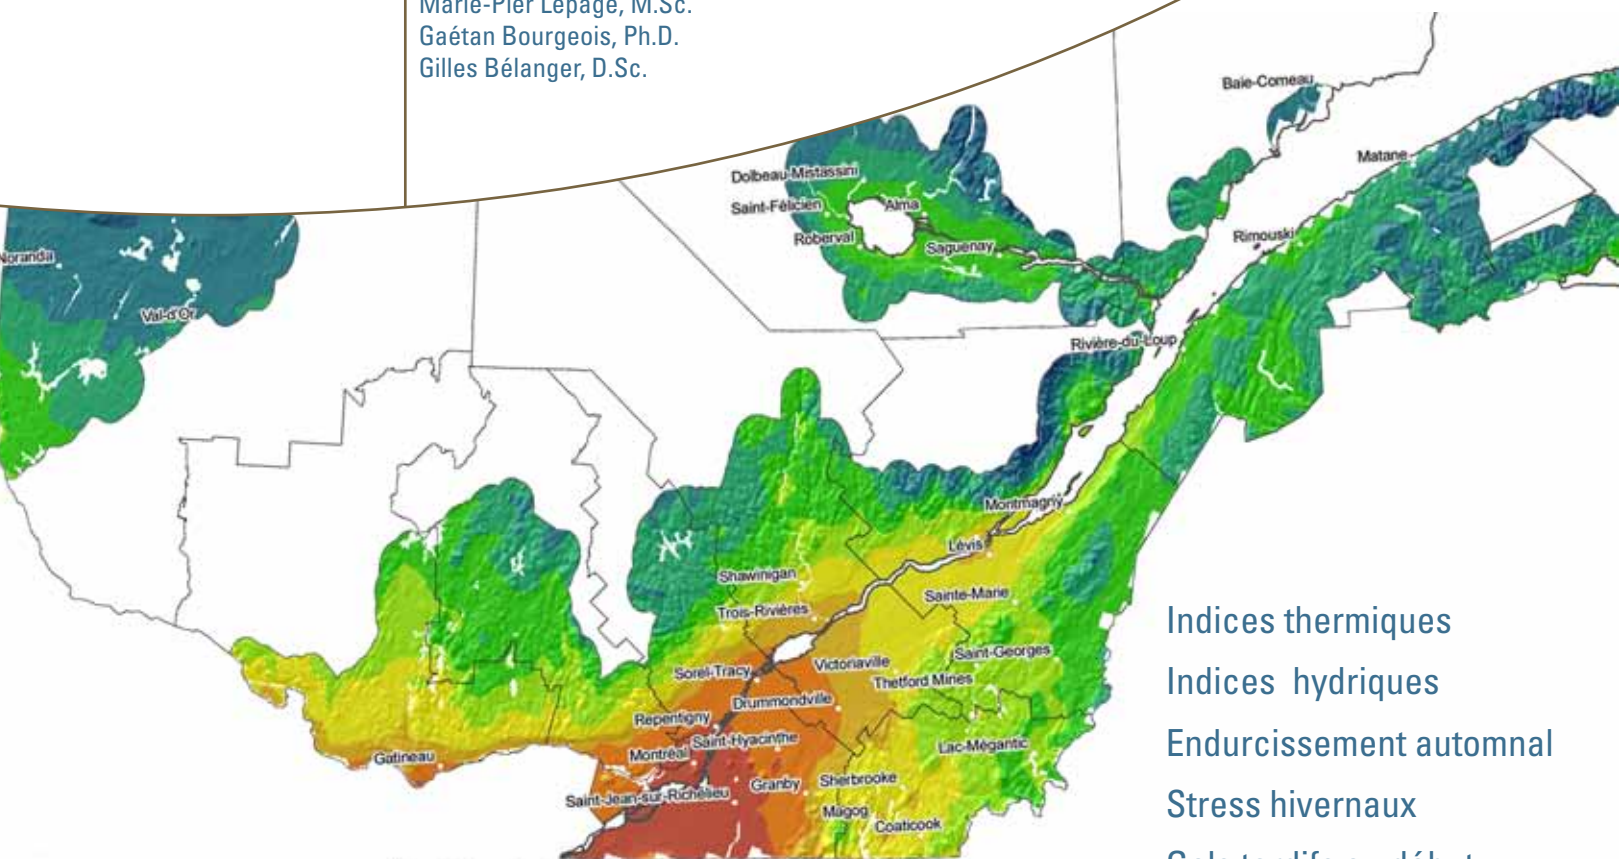 Marie-Pier Lepage, M.Sc.
Gaétan Bourgeois, Ph.D.
Gilles Bélanger, D.Sc.
Baie-Comeau
Matane
Dolbeau-Mistassini
Saint-Félicien
Alma
Roberval
Saguenay
Rimouski
Noranda
Val-d'Or
Rivière-du-Loup
Montmagny
Lévis
Shawinigan
Sainte-Marie
Trois-Rivières
Saint-Georges
Victoriaville
Sorel-Tracy
Thetford Mines
Drummondville
Repentigny
Saint-Hyacinthe
Lac-Mégantic
Montréal
Gatineau
Granby
Sherbrooke
Saint-Jean-sur-Richelieu
Magog
Coaticook
Indices thermiques
Indices hydriques
Endurcissement automnal
Stress hivernaux